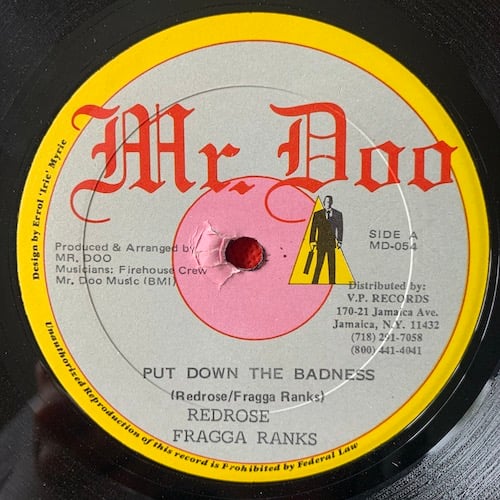 Mr. Doo
Design by Errol 'Irie' Myrie
Produced & Arranged by
MR. DOO
Musicians: Firehouse Crew
Mr. Doo Music (BMI)
SIDE A
MD-054
Distributed by:
V.P. RECORDS
170-21 Jamaica Ave.
Jamaica, N.Y. 11432
(718) 291-7058
(800) 441-4041
PUT DOWN THE BADNESS
(Redrose/Fragga Ranks)
REDROSE
FRAGGA RANKS
Unauthorized Reproduction of this record is Prohibited by Federal Law